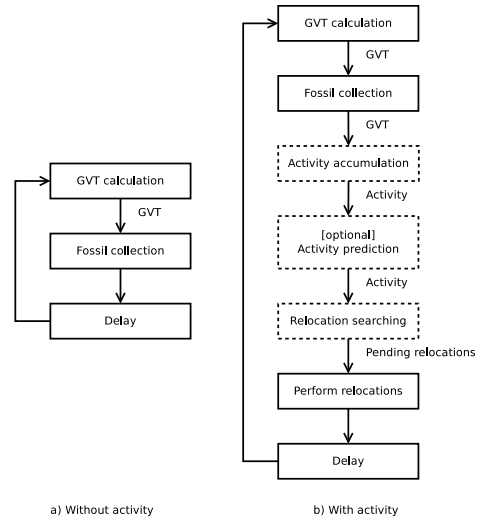 GVT calculation
GVT
Fossil collection
Delay
a) Without activity
GVT calculation
GVT
Fossil collection
GVT
Activity accumulation
Activity
[optional]
Activity prediction
Activity
Relocation searching
Pending relocations
Perform relocations
Delay
b) With activity